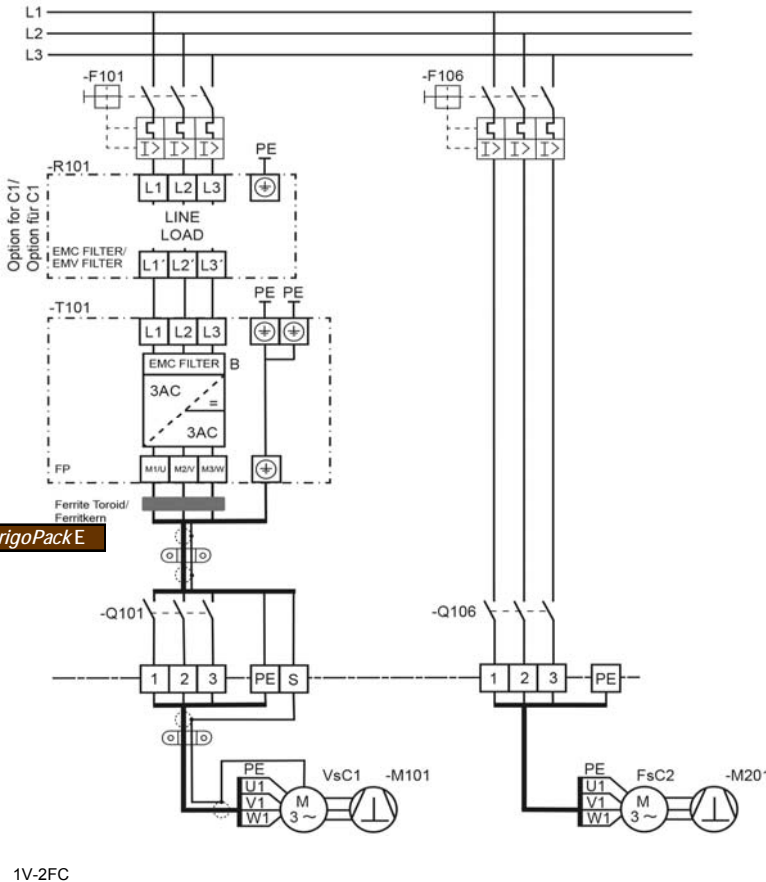 L1
L2
L3
-F101
-F106
I> I> I>
I> I> I>
PE
-R101
L1 L2 L3
Option for C1/
Option für C1
LINE
LOAD
EMC FILTER/
EMV FILTER
L1´ L2´ L3´
PE PE
-T101
L1 L2 L3
EMC FILTER B
3AC
=
3AC
FP
M1/U M2/V M3/W
Ferrite Toroid/
Ferritkern
rigoPack E
-Q101
-Q106
1 2 3 PE S
1 2 3 PE
PE VsC1 -M101
U1
V1
W1
M
3 ~
PE FsC2 -M201
U1
V1
W1
M
3 ~
1V-2FC